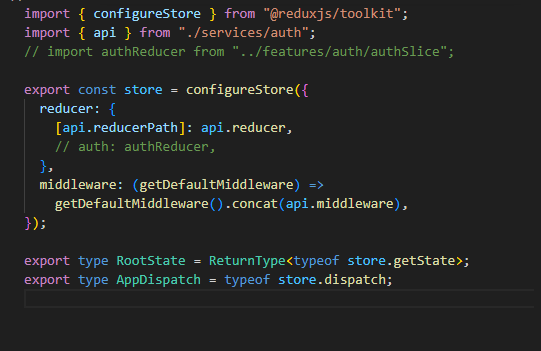 import { configureStore } from "@reduxjs/toolkit";
import { api } from "./services/auth";
// import authReducer from "../features/auth/authSlice";
export const store = configureStore({
  reducer: {
    [api.reducerPath]: api.reducer,
    // auth: authReducer,
  },
  middleware: (getDefaultMiddleware) =>
    getDefaultMiddleware().concat(api.middleware),
});
export type RootState = ReturnType<typeof store.getState>;
export type AppDispatch = typeof store.dispatch;